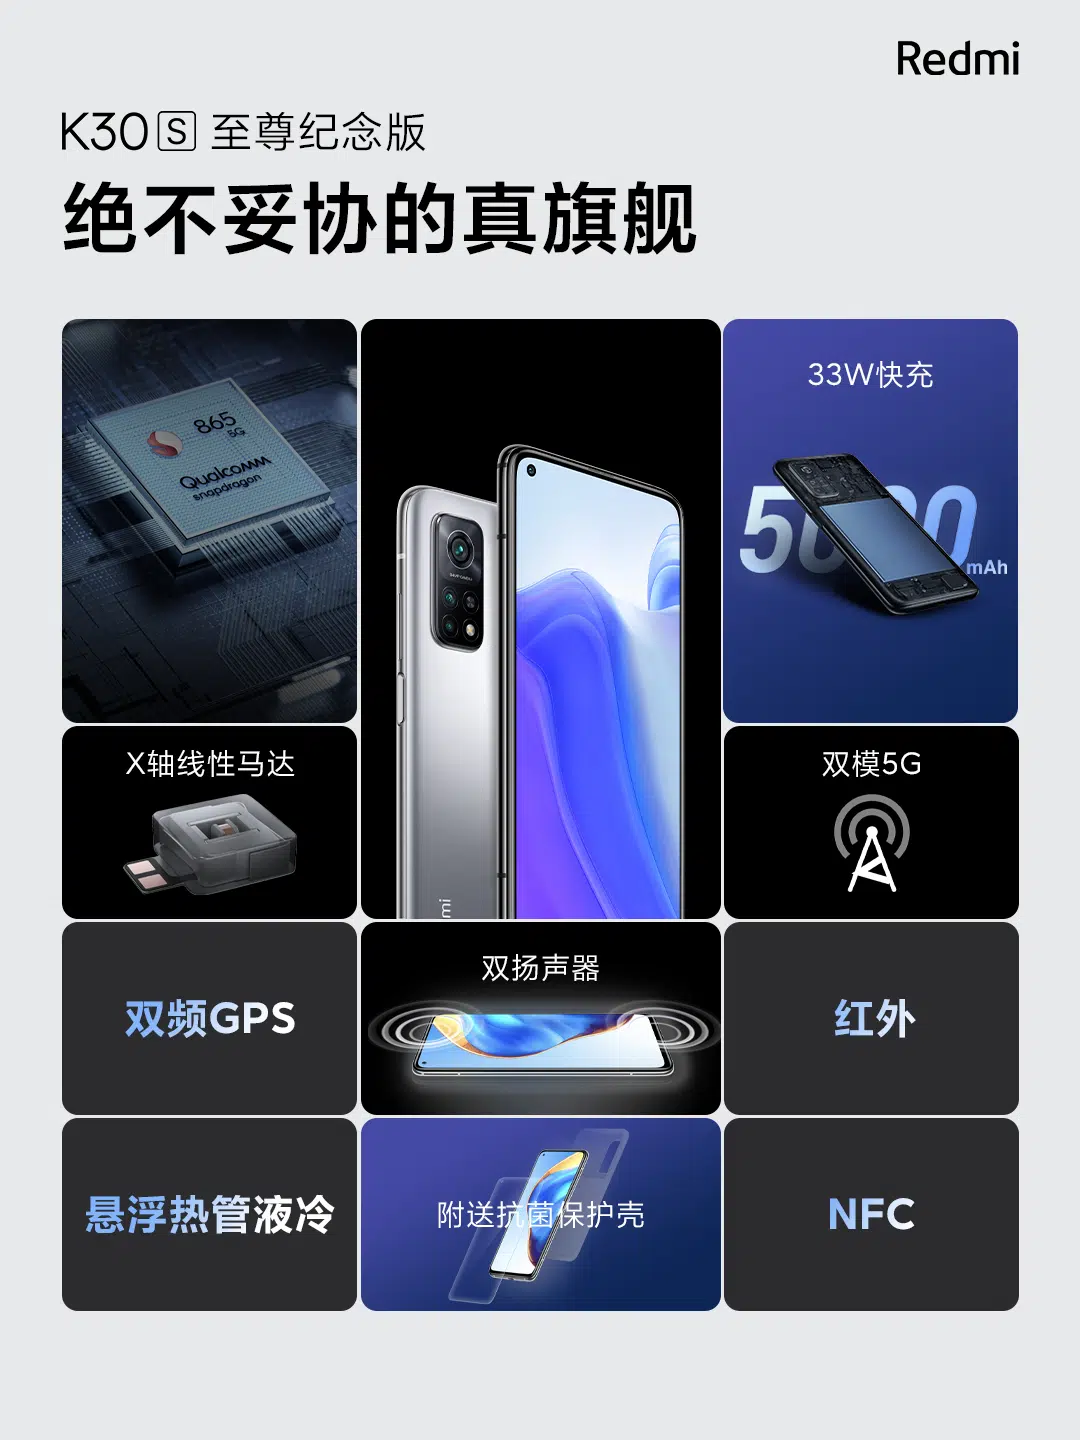 Redmi
K30 S 至尊纪念版
绝不妥协的真旗舰
865
5G
Qualcomm
snapdragon
33W快充
5000
mAh
X轴线性马达
mi
双模5G
双频GPS
双扬声器
红外
悬浮热管液冷
附送抗菌保护壳
NFC